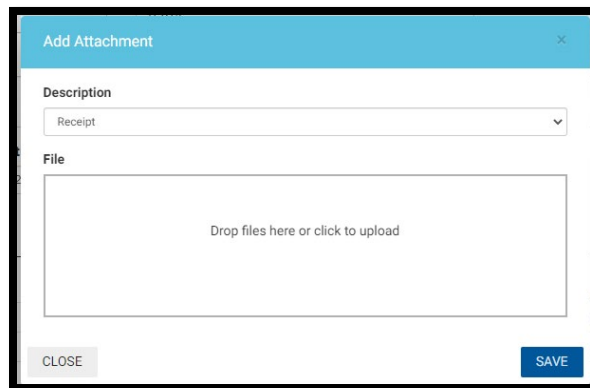 Add Attachment
×
Description
Receipt
File
Drop files here or click to upload
CLOSE
SAVE